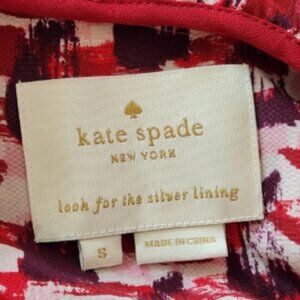 kate spade
NEW YORK
look for the silver lining
S
MADE IN CHINA